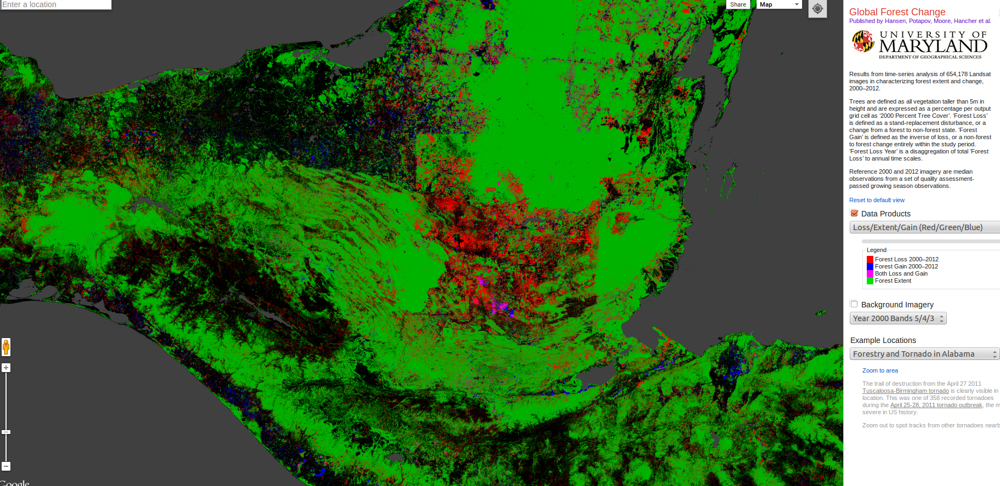 Enter a location
Share
Map
Global Forest Change
Published by Hansen, Potapov, Moore, Hancher et al.
UNIVERSITY OF
MARYLAND
DEPARTMENT OF GEOGRAPHICAL SCIENCES
Results from time-series analysis of 654,178 Landsat
images in characterizing forest extent and change,
2000–2012.
Trees are defined as all vegetation taller than 5m in
height and are expressed as a percentage per output
grid cell as ‘2000 Percent Tree Cover’. ‘Forest Loss’
is defined as a stand-replacement disturbance, or a
change from a forest to non-forest state. ‘Forest
Gain’ is defined as the inverse of loss, or a non-forest
to forest change entirely within the study period.
‘Forest Loss Year’ is a disaggregation of total ‘Forest
Loss’ to annual time scales.
Reference 2000 and 2012 imagery are median
observations from a set of quality assessment-
passed growing season observations.
Reset to default view
Data Products
Loss/Extent/Gain (Red/Green/Blue)
Legend
Forest Loss 2000–2012
Forest Gain 2000–2012
Both Loss and Gain
Forest Extent
Background Imagery
Year 2000 Bands 5/4/3
Example Locations
Forestry and Tornado in Alabama
Zoom to area
The trail of destruction from the April 27 2011
Tuscaloosa-Birmingham tornado is clearly visible in
location. This was one of 358 recorded tornadoes
during the April 25-28, 2011 tornado outbreak, the m
severe in US history.
Zoom out to spot tracks from other tornadoes nearb
Google